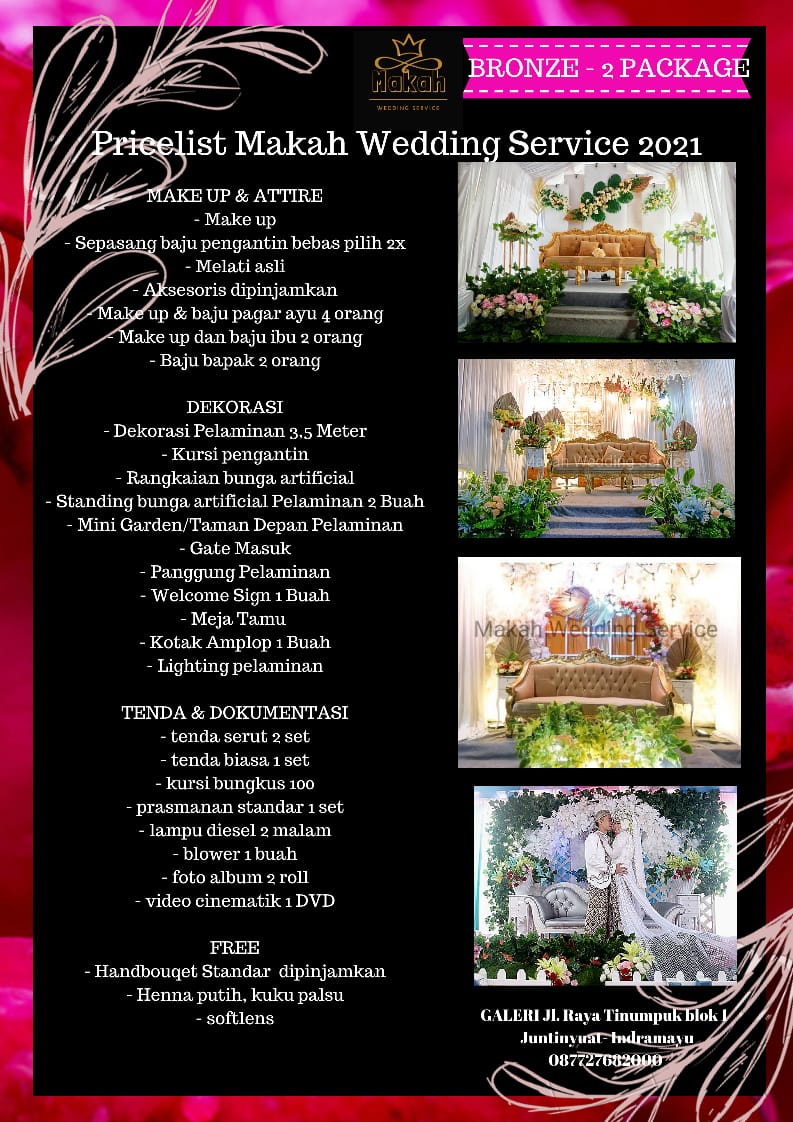 Makah
WEDDING SERVICE
BRONZE - 2 PACKAGE
Pricelist Makah Wedding Service 2021
MAKE UP & ATTIRE
- Make up
- Sepasang baju pengantin bebas pilih 2x
- Melati asli
- Aksesoris dipinjamkan
- Make up & baju pagar ayu 4 orang
- Make up dan baju ibu 2 orang
- Baju bapak 2 orang
DEKORASI
- Dekorasi Pelaminan 3,5 Meter
- Kursi pengantin
- Rangkaian bunga artificial
- Standing bunga artificial Pelaminan 2 Buah
- Mini Garden/Taman Depan Pelaminan
- Gate Masuk
- Panggung Pelaminan
- Welcome Sign 1 Buah
- Meja Tamu
- Kotak Amplop 1 Buah
- Lighting pelaminan
TENDA & DOKUMENTASI
- tenda serut 2 set
- tenda biasa 1 set
- kursi bungkus 100
- prasmanan standar 1 set
- lampu diesel 2 malam
- blower 1 buah
- foto album 2 roll
- video cinematik 1 DVD
FREE
- Handbouqet Standar dipinjamkan
- Henna putih, kuku palsu
- softlens
Makah Wedding Service
Makah Wedding Service
GALERI Jl. Raya Tinumpuk blok I
Juntinyuat- Indramayu
087727682000